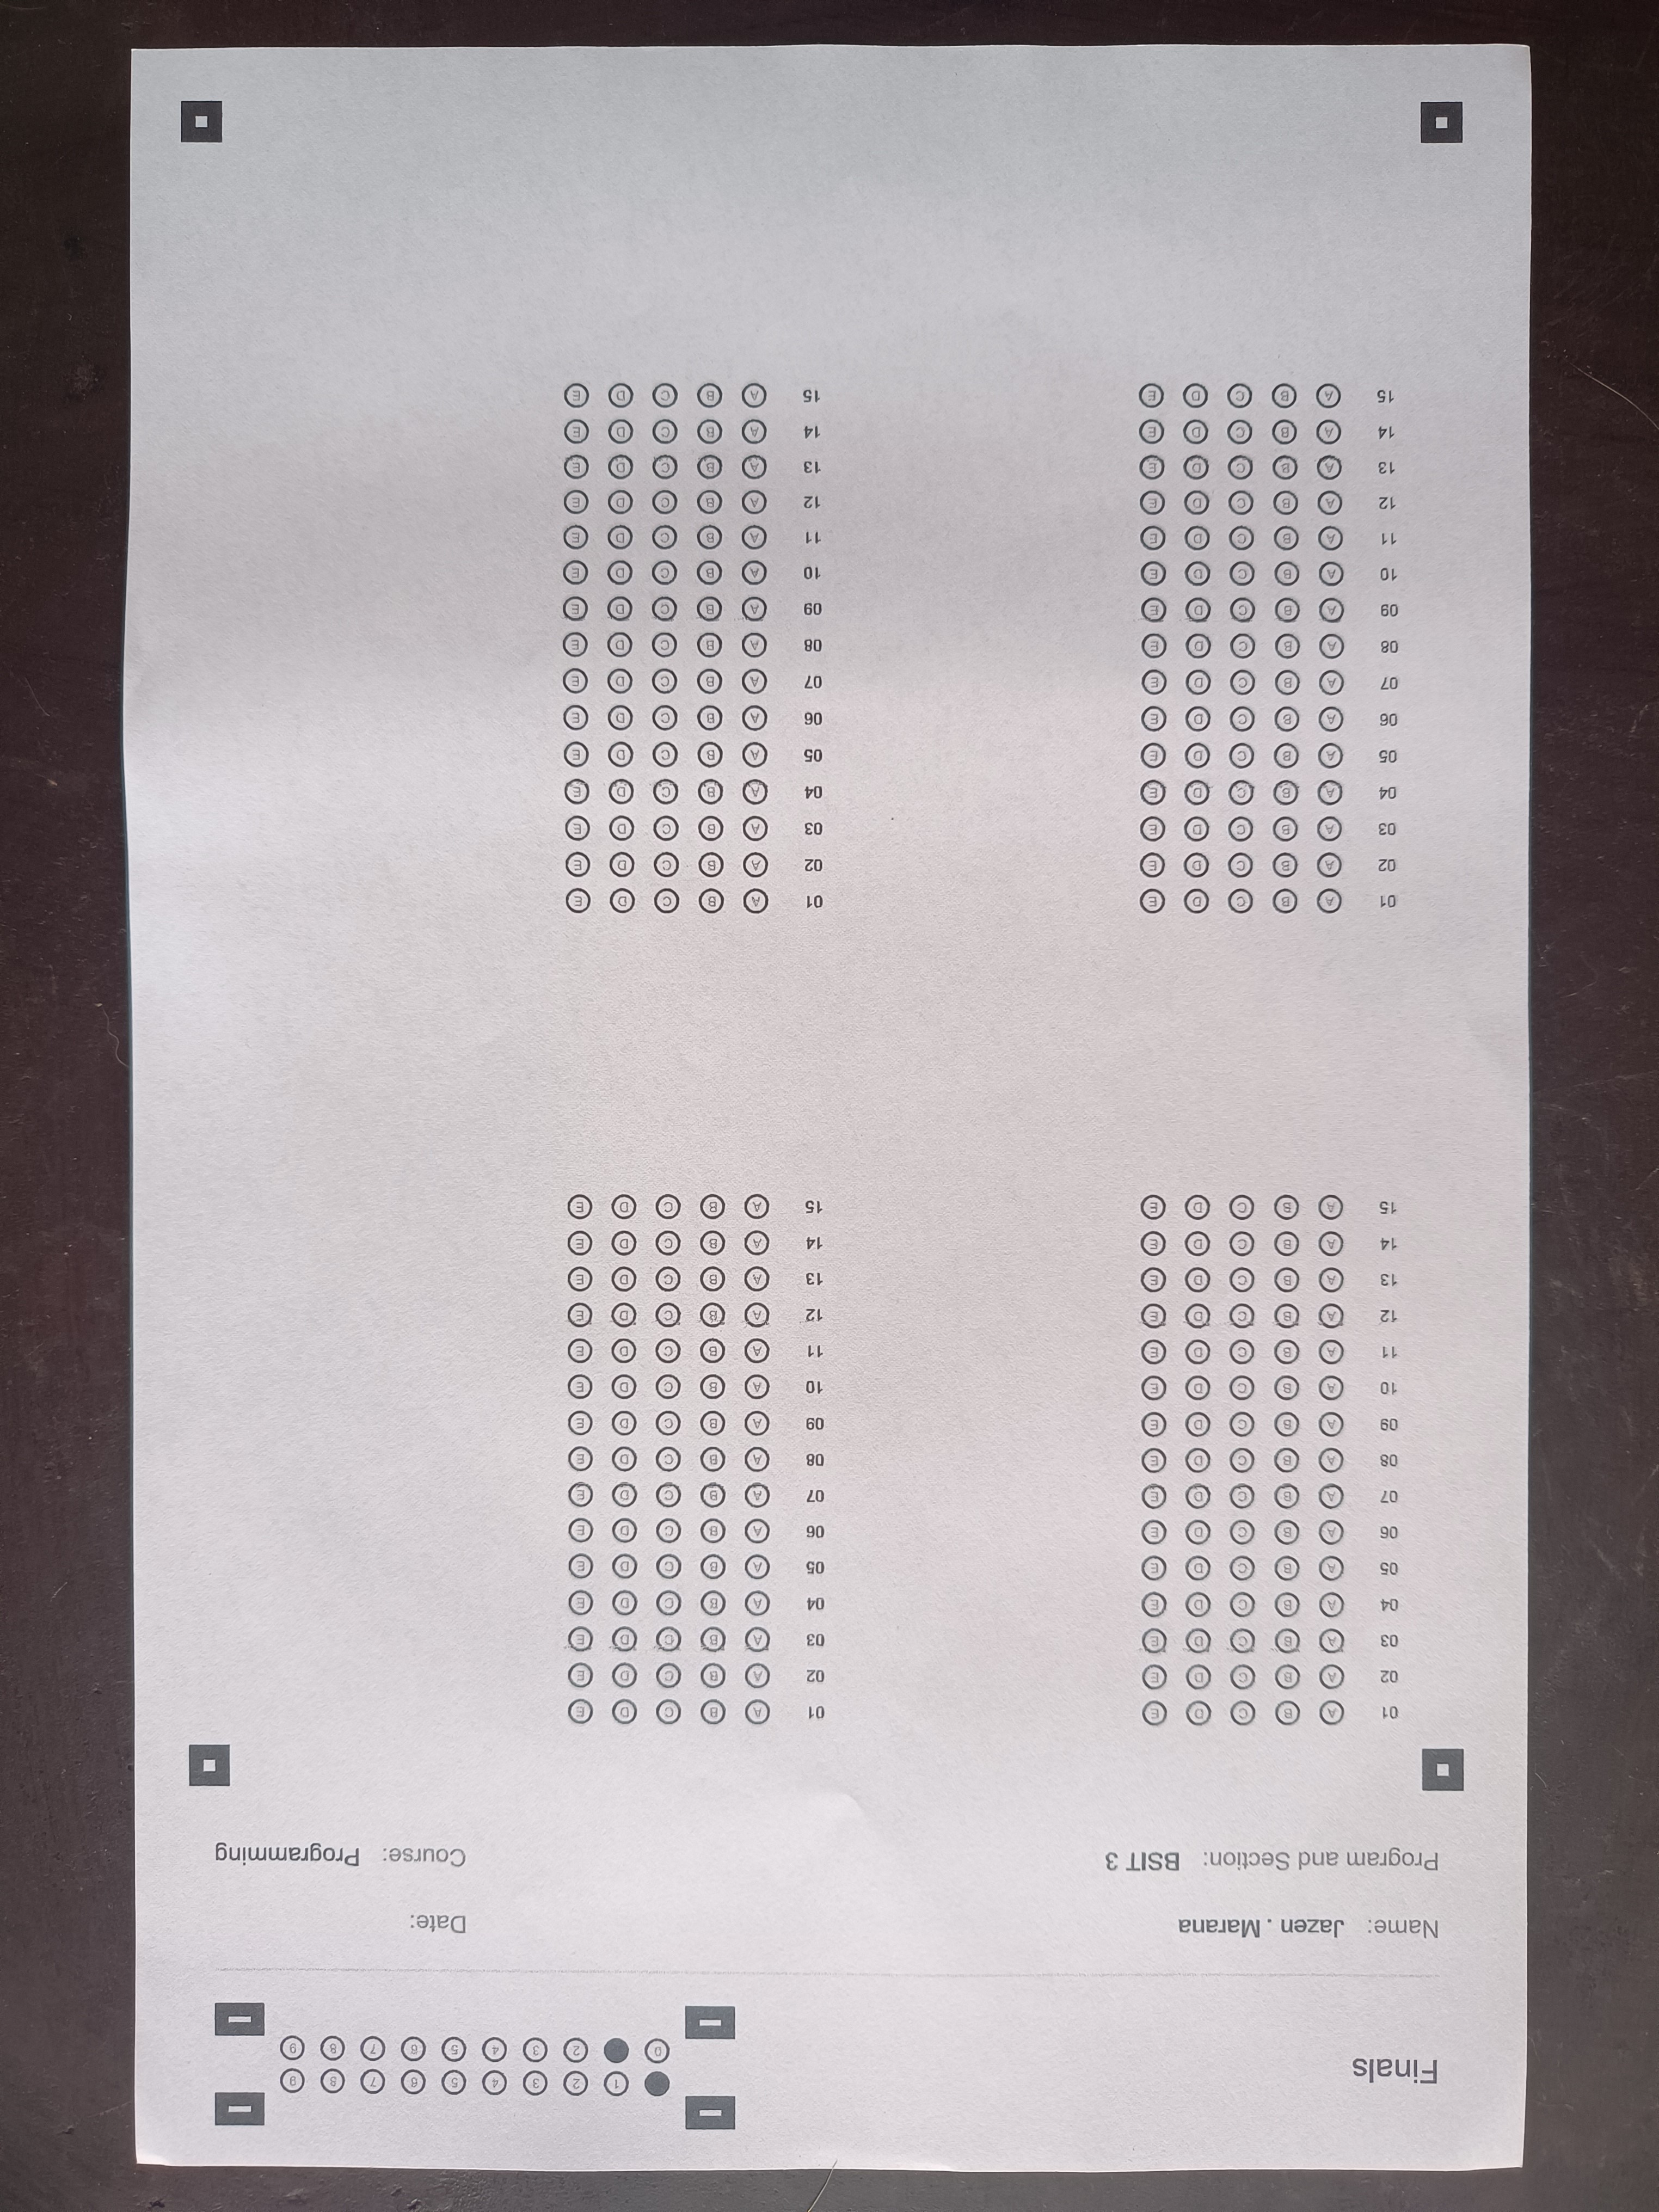 Finals
1 2 3 4 5 6 7 8 9
0 2 3 4 5 6 7 8 9
Name: Jazen . Marana
Date:
Program and Section: BSIT 3
Course: Programming
01 A B C D E
02 A B C D E
03 A B C D E
04 A B C D E
05 A B C D E
06 A B C D E
07 A B C D E
08 A B C D E
09 A B C D E
10 A B C D E
11 A B C D E
12 A B C D E
13 A B C D E
14 A B C D E
15 A B C D E
01 A B C D E
02 A B C D E
03 A B C D E
04 A B C D E
05 A B C D E
06 A B C D E
07 A B C D E
08 A B C D E
09 A B C D E
10 A B C D E
11 A B C D E
12 A B C D E
13 A B C D E
14 A B C D E
15 A B C D E
01 A B C D E
02 A B C D E
03 A B C D E
04 A B C D E
05 A B C D E
06 A B C D E
07 A B C D E
08 A B C D E
09 A B C D E
10 A B C D E
11 A B C D E
12 A B C D E
13 A B C D E
14 A B C D E
15 A B C D E
01 A B C D E
02 A B C D E
03 A B C D E
04 A B C D E
05 A B C D E
06 A B C D E
07 A B C D E
08 A B C D E
09 A B C D E
10 A B C D E
11 A B C D E
12 A B C D E
13 A B C D E
14 A B C D E
15 A B C D E